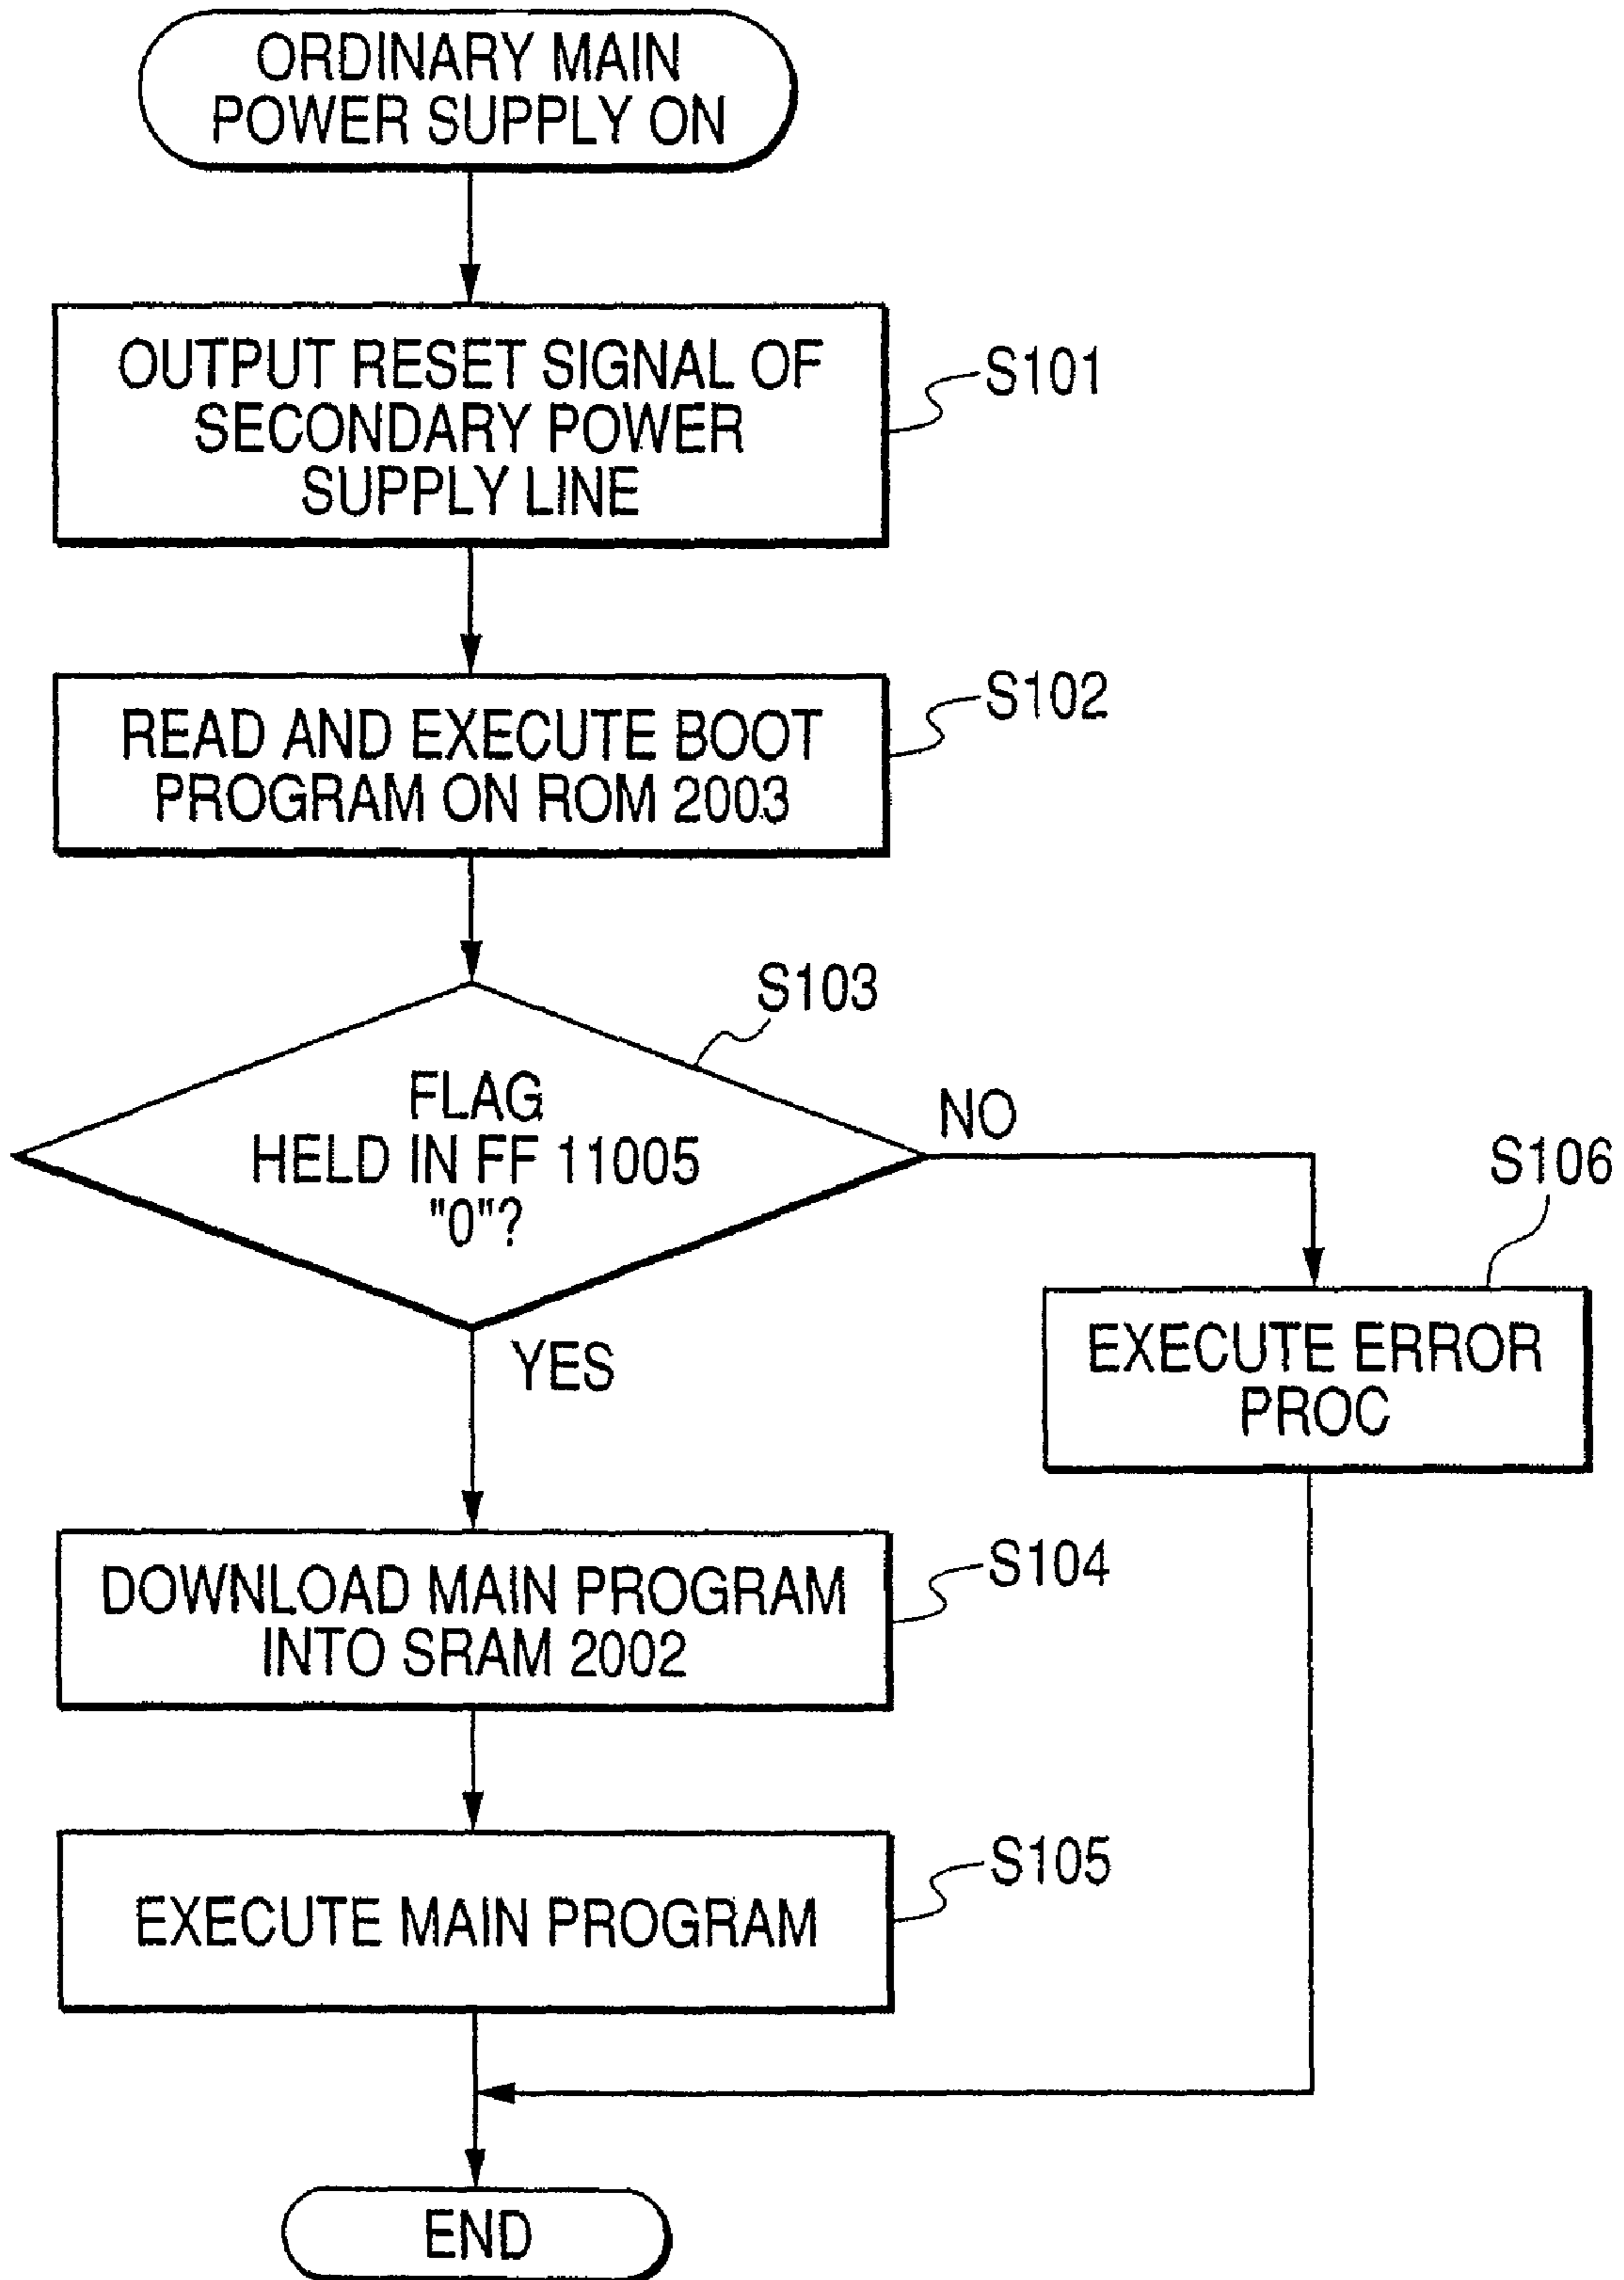 ORDINARY MAIN
POWER SUPPLY ON
OUTPUT RESET SIGNAL OF
SECONDARY POWER
SUPPLY LINE
S101
READ AND EXECUTE BOOT
PROGRAM ON ROM 2003
S102
S103
FLAG
HELD IN FF 11005
"0"?
NO
YES
S106
EXECUTE ERROR
PROC
DOWNLOAD MAIN PROGRAM
INTO SRAM 2002
S104
EXECUTE MAIN PROGRAM
S105
END